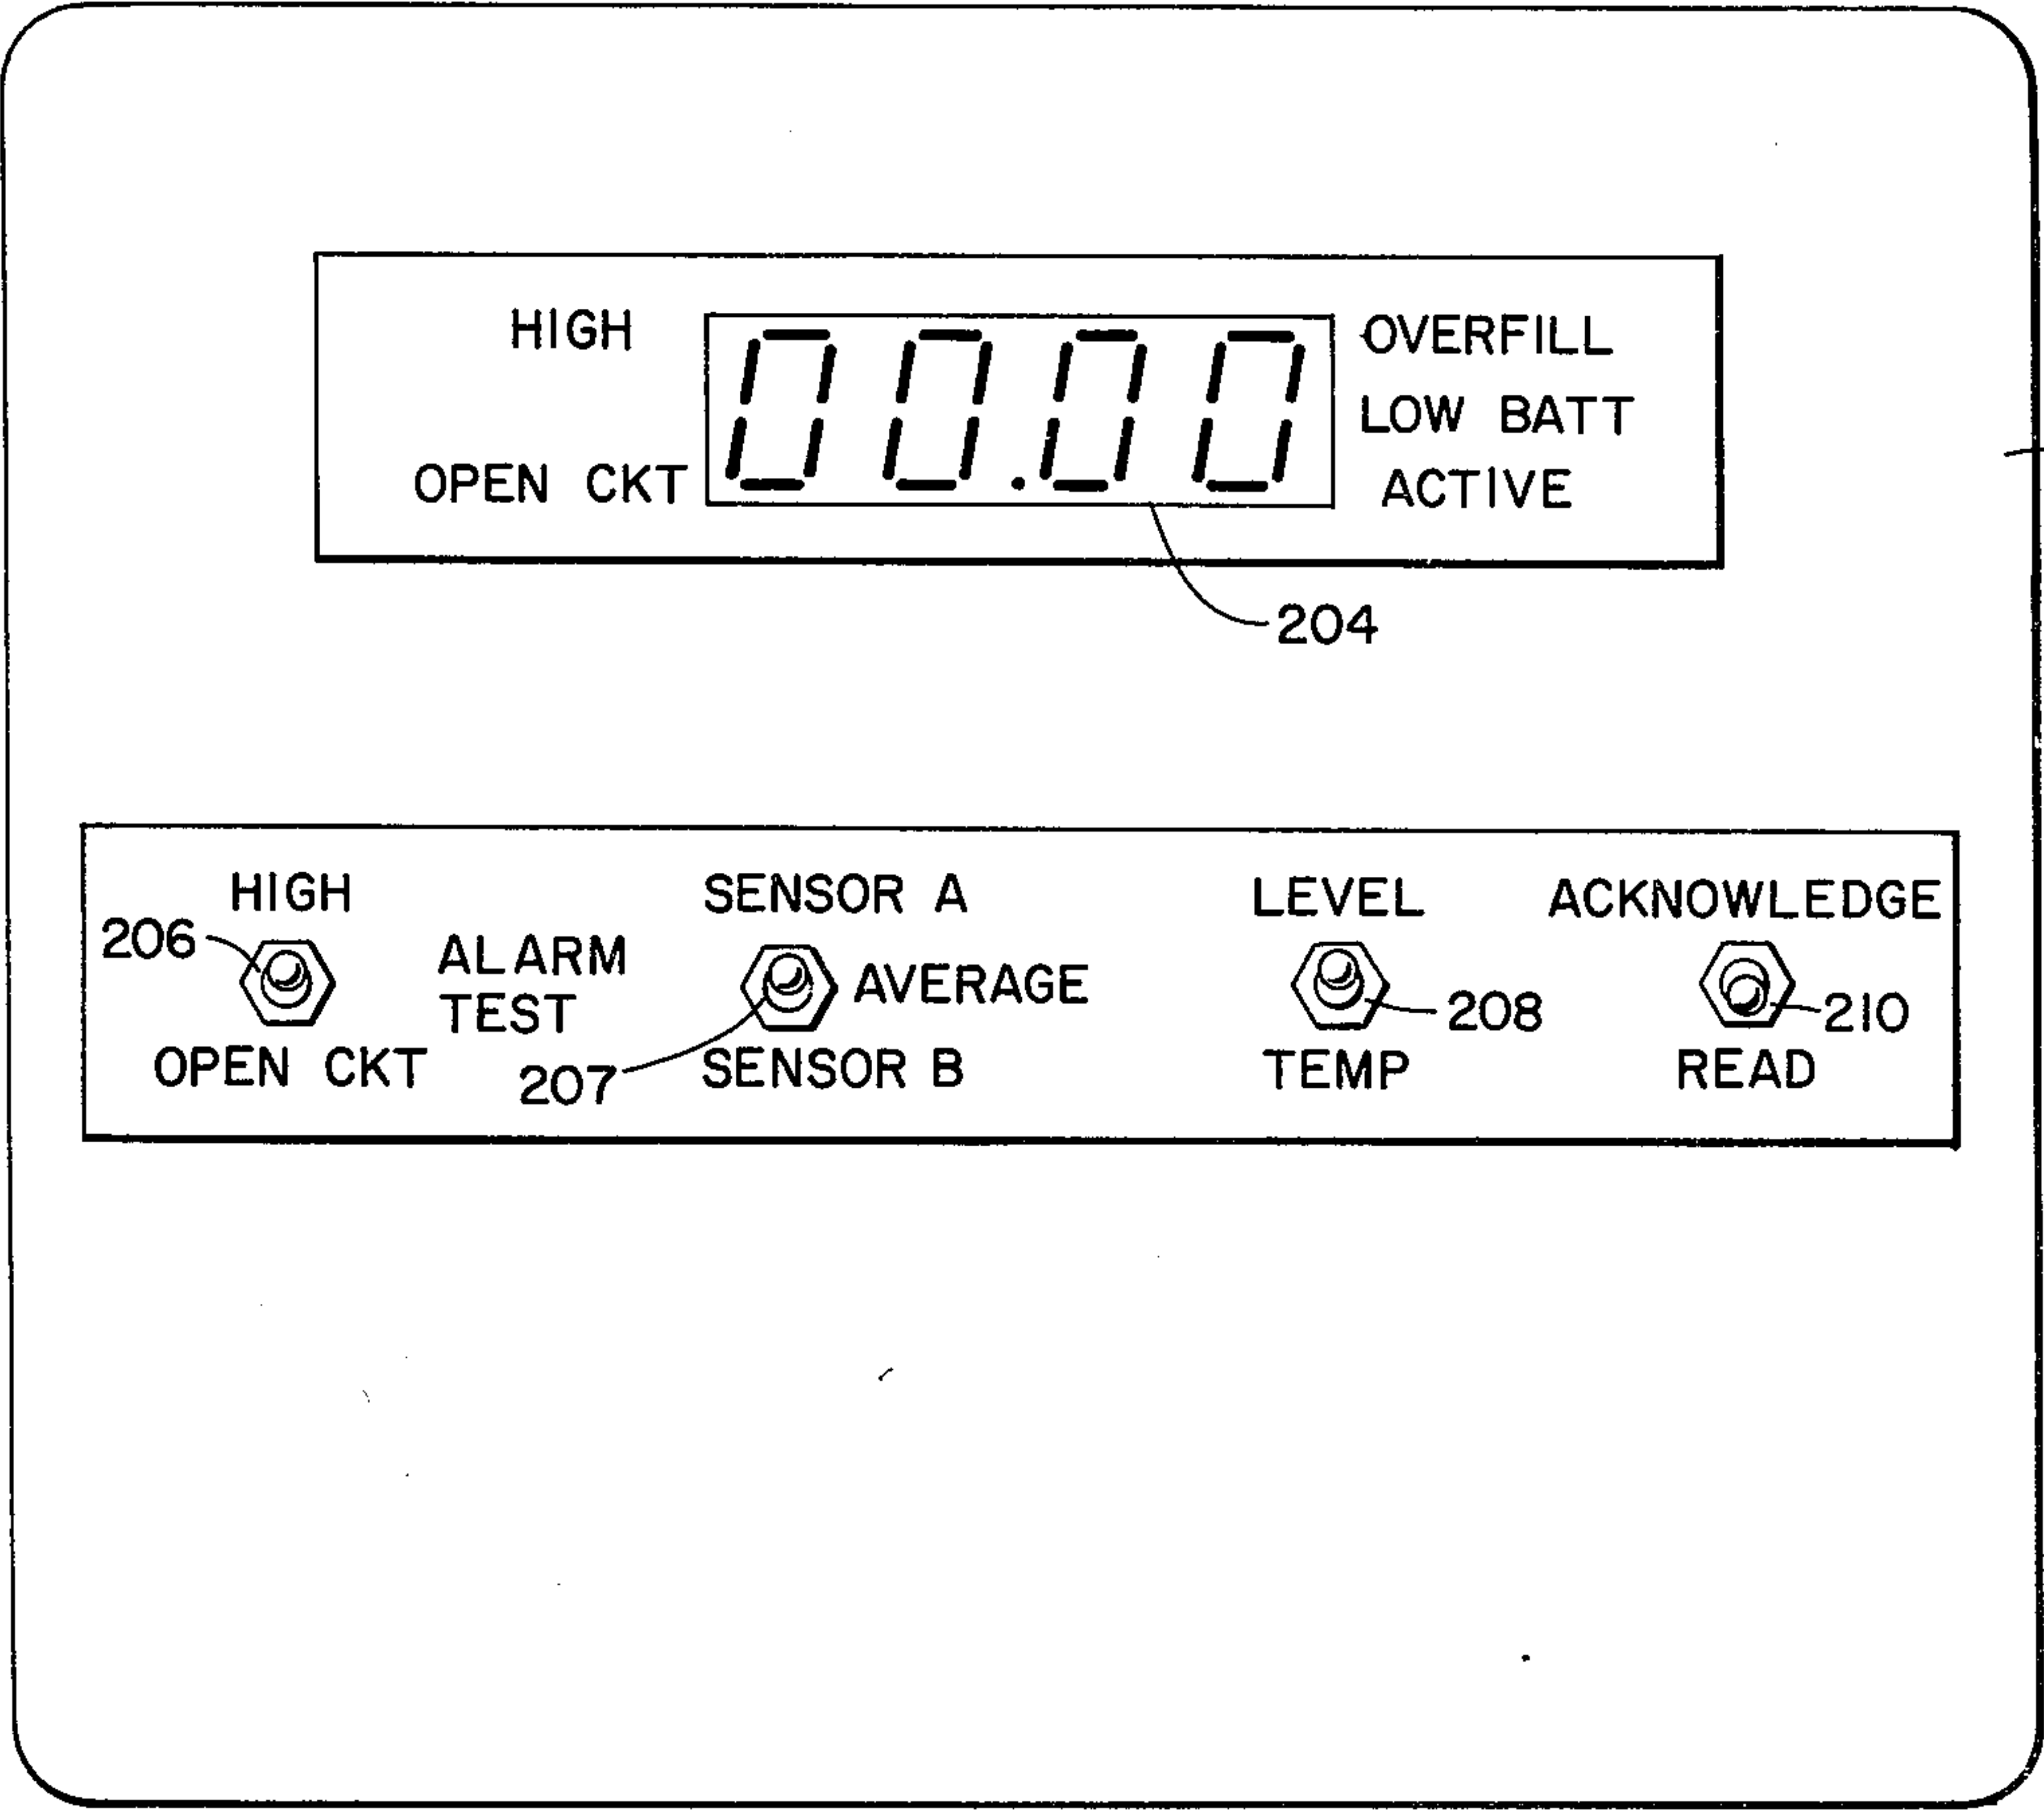 HIGH
00.00
OVERFILL
LOW BATT
OPEN CKT
ACTIVE
204
HIGH
SENSOR A
LEVEL
ACKNOWLEDGE
206
ALARM
TEST
AVERAGE
208
210
OPEN CKT
207
SENSOR B
TEMP
READ